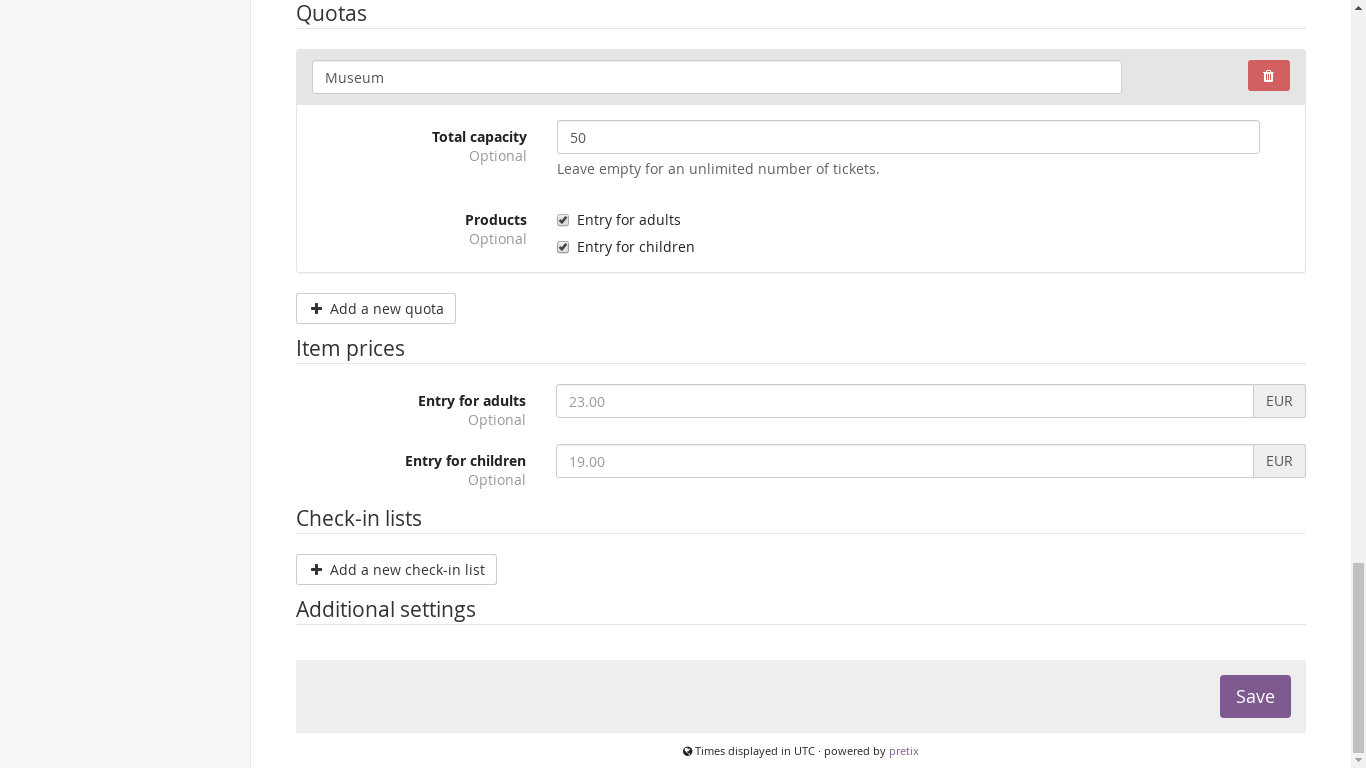 Quotas
Museum
Total capacity
Optional
50
Leave empty for an unlimited number of tickets.
Products
Optional
Entry for adults
Entry for children
Add a new quota
Item prices
Entry for adults
Optional
23.00
EUR
Entry for children
Optional
19.00
EUR
Check-in lists
Add a new check-in list
Additional settings
Save
Times displayed in UTC · powered by pretix